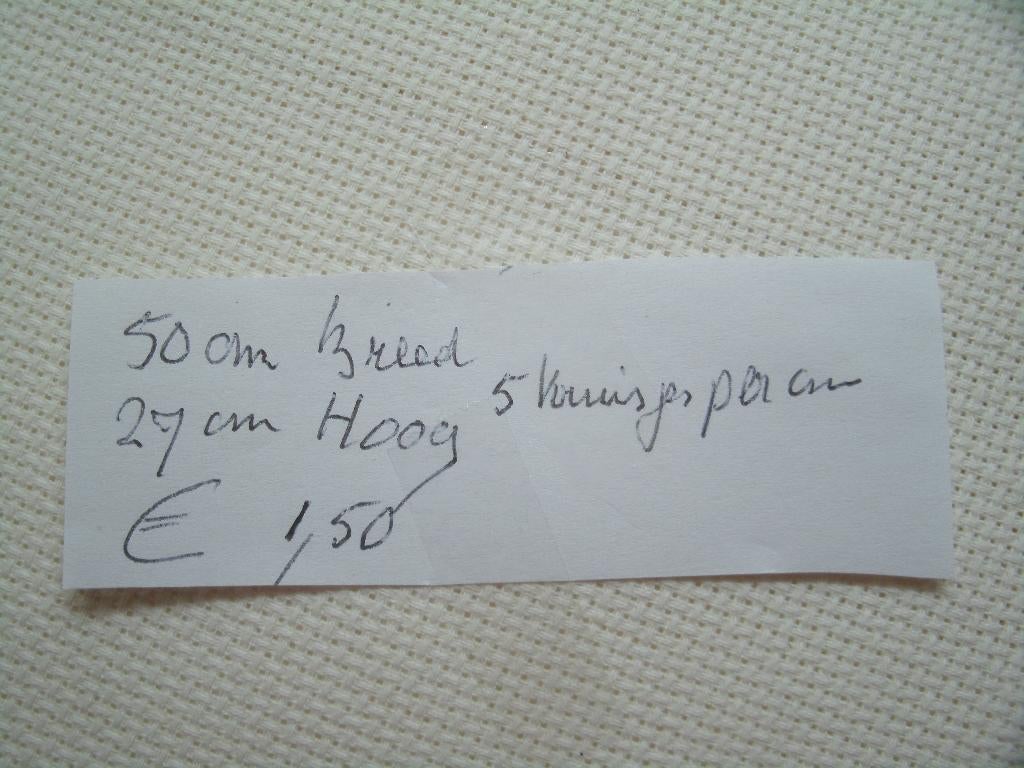 50 cm Breed
27 cm Hoog
5 kruisjes per cm
€ 1,50